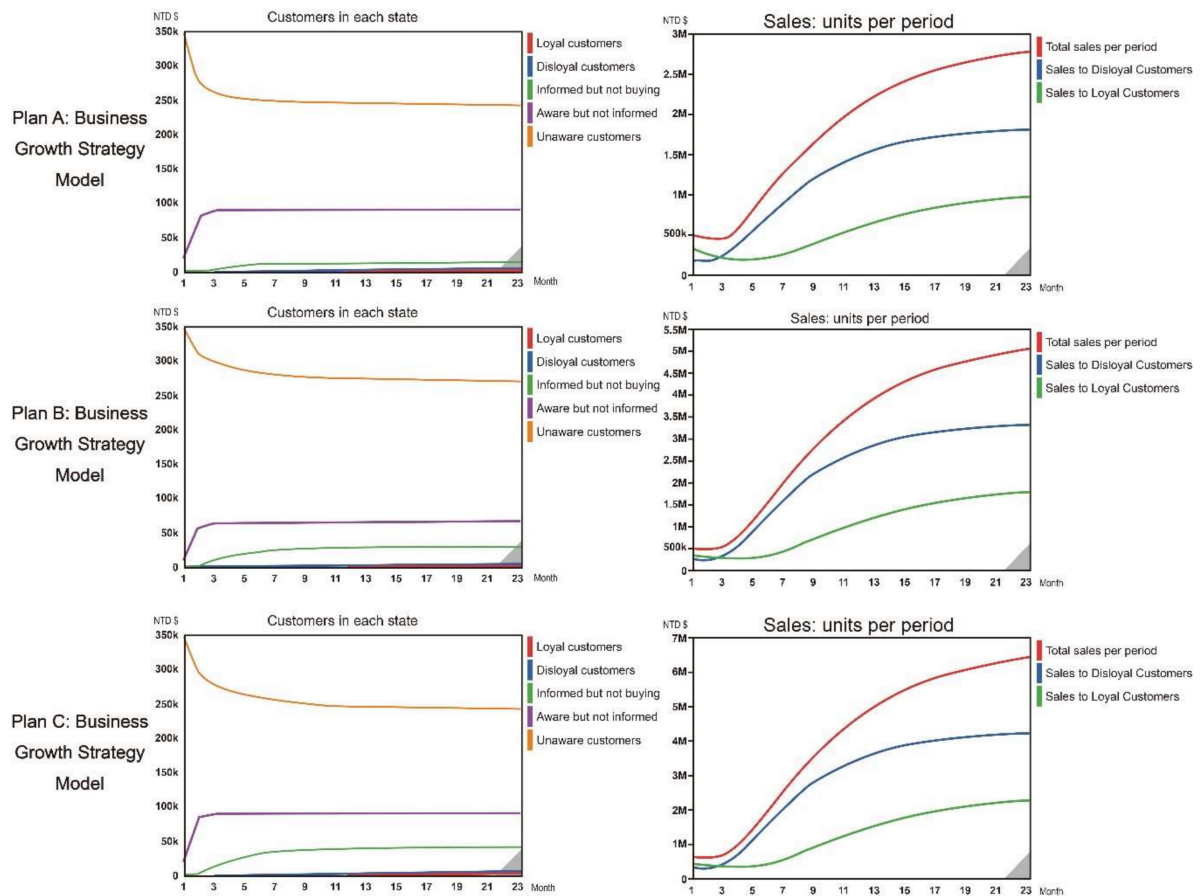 Plan A: Business
Growth Strategy
Model
NTD $
Customers in each state
350k
300k
250k
200k
150k
100k
50k
0
1 3 5 7 9 11 13 15 17 19 21 23 Month
Loyal customers
Disloyal customers
Informed but not buying
Aware but not informed
Unaware customers
NTD $
Sales: units per period
3M
2.5M
2M
1.5M
1M
500k
0
1 3 5 7 9 11 13 15 17 19 21 23 Month
Total sales per period
Sales to Disloyal Customers
Sales to Loyal Customers
Plan B: Business
Growth Strategy
Model
NTD $
Customers in each state
350k
300k
250k
200k
150k
100k
50k
0
1 3 5 7 9 11 13 15 17 19 21 23 Month
Loyal customers
Disloyal customers
Informed but not buying
Aware but not informed
Unaware customers
NTD $
Sales: units per period
5.5M
5M
4.5M
4M
3.5M
3M
2.5M
2M
1.5M
1M
500k
0
1 3 5 7 9 11 13 15 17 19 21 23 Month
Total sales per period
Sales to Disloyal Customers
Sales to Loyal Customers
Plan C: Business
Growth Strategy
Model
NTD $
Customers in each state
350k
300k
250k
200k
150k
100k
50k
0
1 3 5 7 9 11 13 15 17 19 21 23 Month
Loyal customers
Disloyal customers
Informed but not buying
Aware but not informed
Unaware customers
NTD $
Sales: units per period
7M
6M
5M
4M
3M
2M
1M
0
1 3 5 7 9 11 13 15 17 19 21 23 Month
Total sales per period
Sales to Disloyal Customers
Sales to Loyal Customers